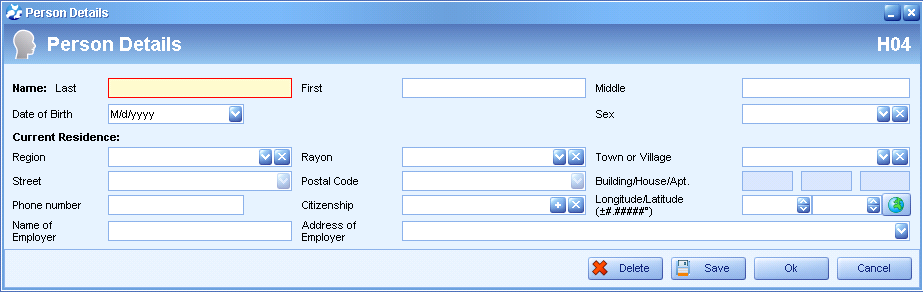 Person Details
Person Details H04
Name: Last First Middle
Date of Birth M/d/yyyy Sex
Current Residence:
Region Rayon Town or Village
Street Postal Code Building/House/Apt.
Phone number Citizenship Longitude/Latitude
(±#.#####°)
Name of Employer Address of Employer
Delete Save Ok Cancel